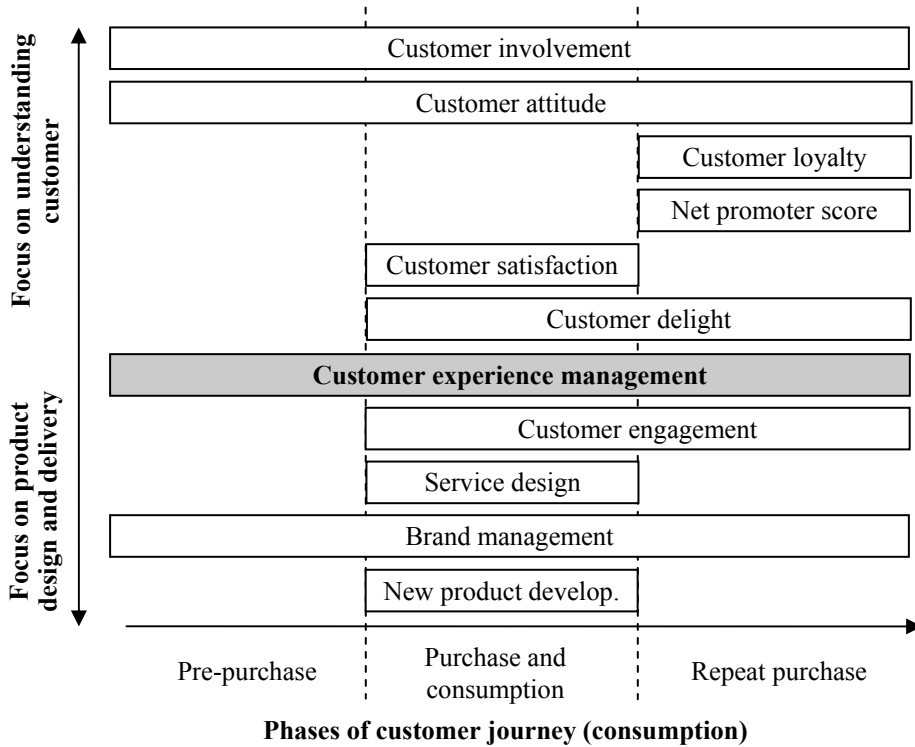 Focus on understanding
customer
Focus on product
design and delivery
Customer involvement
Customer attitude
Customer loyalty
Net promoter score
Customer satisfaction
Customer delight
Customer experience management
Customer engagement
Service design
Brand management
New product develop.
Pre-purchase
Purchase and
consumption
Repeat purchase
Phases of customer journey (consumption)